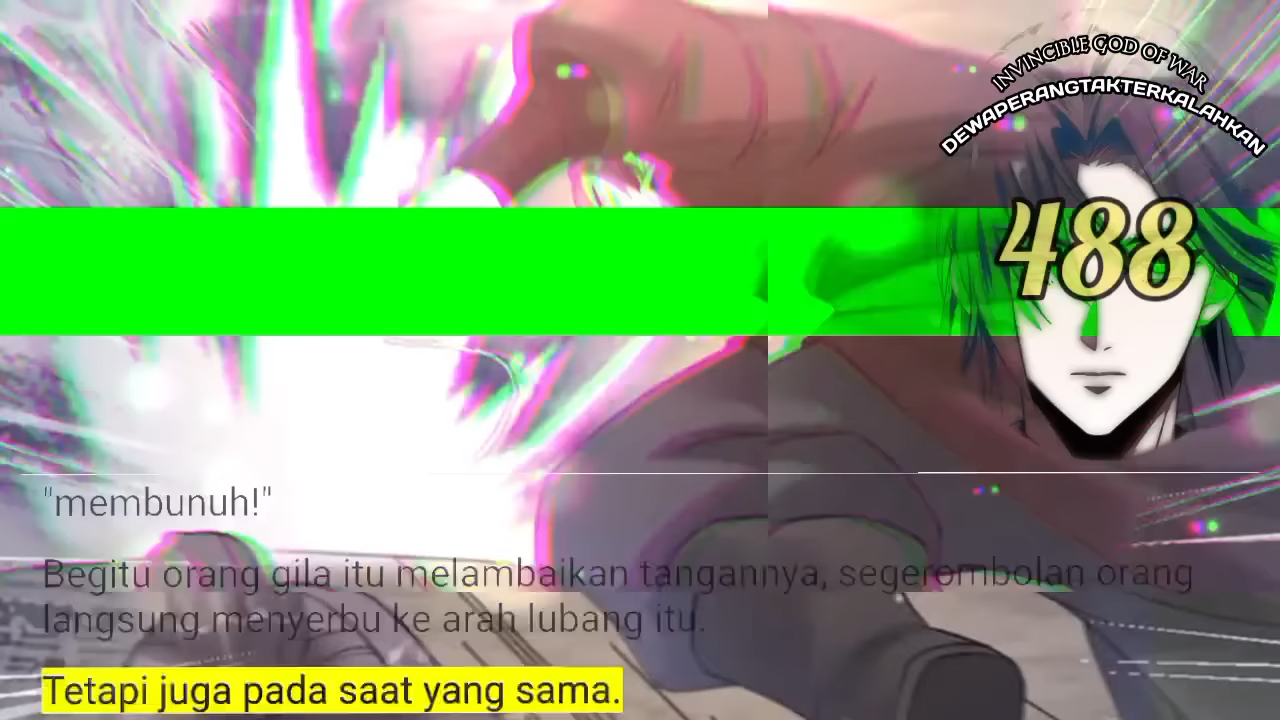 INVINCIBLE GOD OF WAR
DEWAPERANGTAKTERKALAHKAN
488
"membunuh!"
Begitu orang gila itu melambaikan tangannya, segerombolan orang
langsung menyerbu ke arah lubang itu.
Tetapi juga pada saat yang sama.